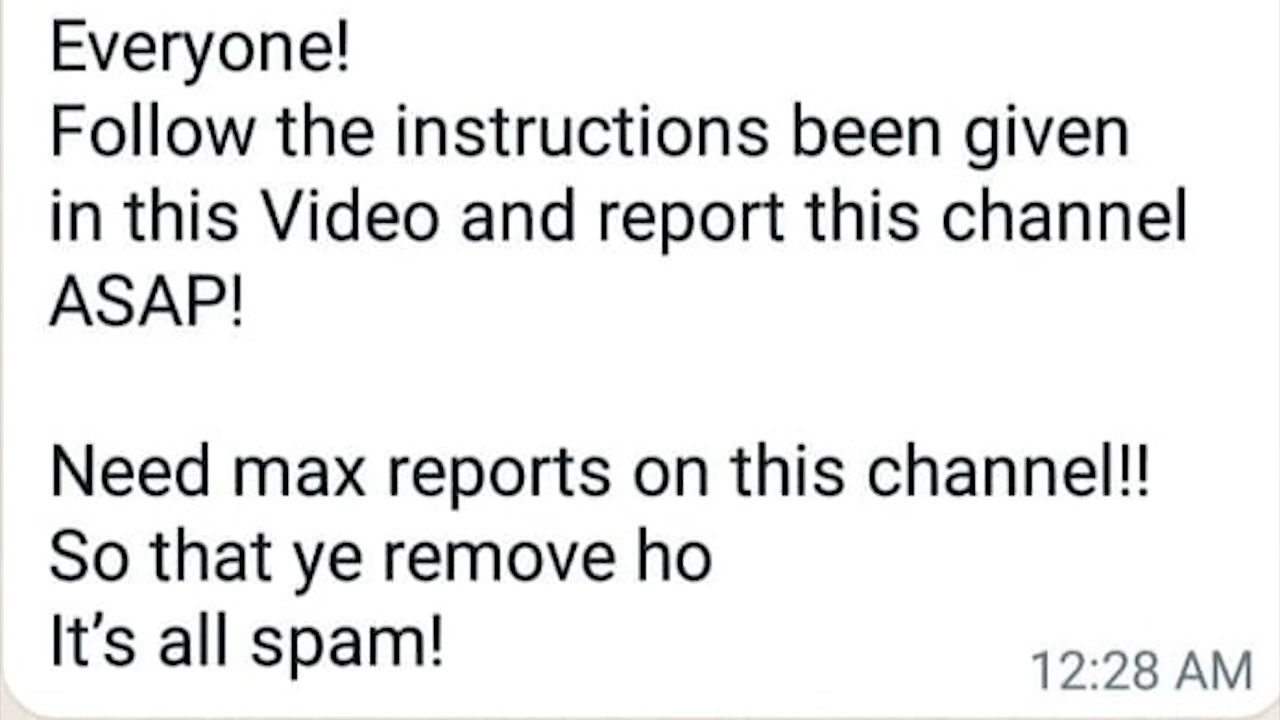 Everyone!
Follow the instructions been given
in this Video and report this channel
ASAP!
Need max reports on this channel!!
So that ye remove ho
It's all spam!
12:28 AM